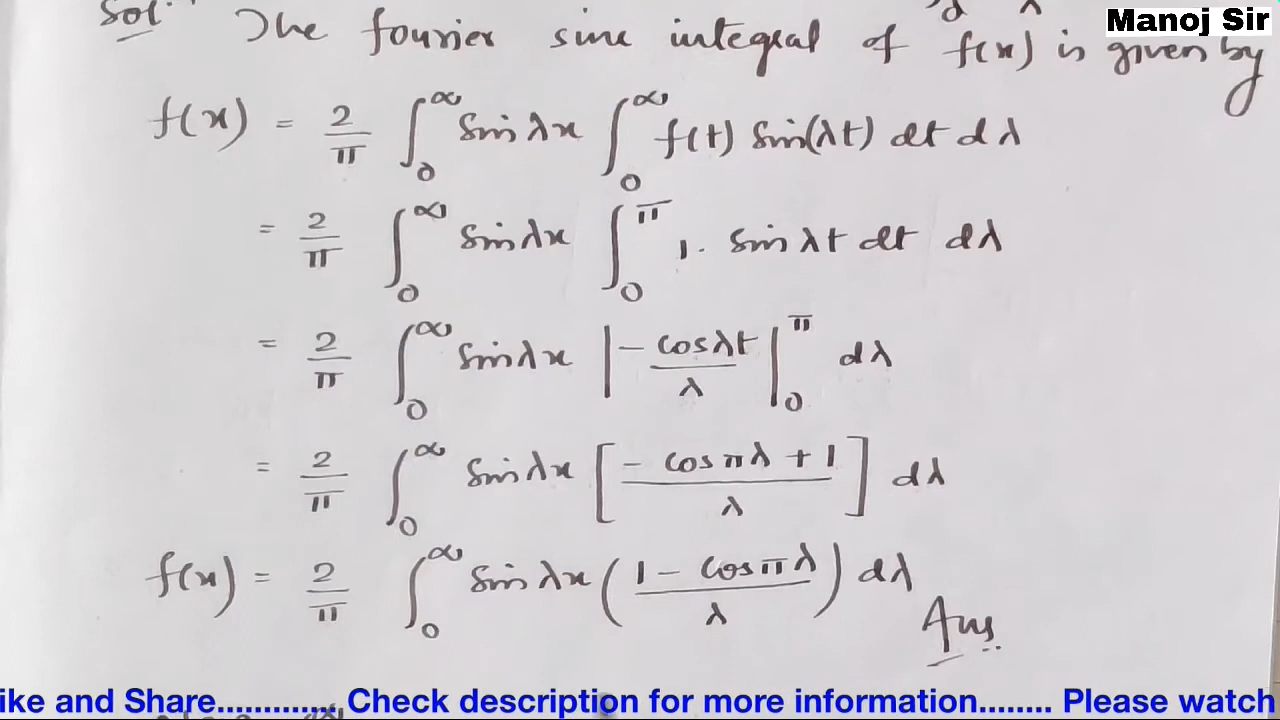 Manoj Sir
Sol. The fourier sine integral of f(x) is given by
f(x) = 2/π ∫₀^∞ Sin λx ∫₀^∞ f(t) Sin(λt) dt dλ
= 2/π ∫₀^∞ Sin λx ∫₀^π 1. Sin λt dt dλ
= 2/π ∫₀^∞ Sin λx |- cos λt / λ|₀^π dλ
= 2/π ∫₀^∞ Sin λx [(- cos πλ + 1) / λ] dλ
f(x) = 2/π ∫₀^∞ Sin λx ((1 - cos πλ) / λ) dλ
Ans
ike and Share............. Check description for more information........ Please watch